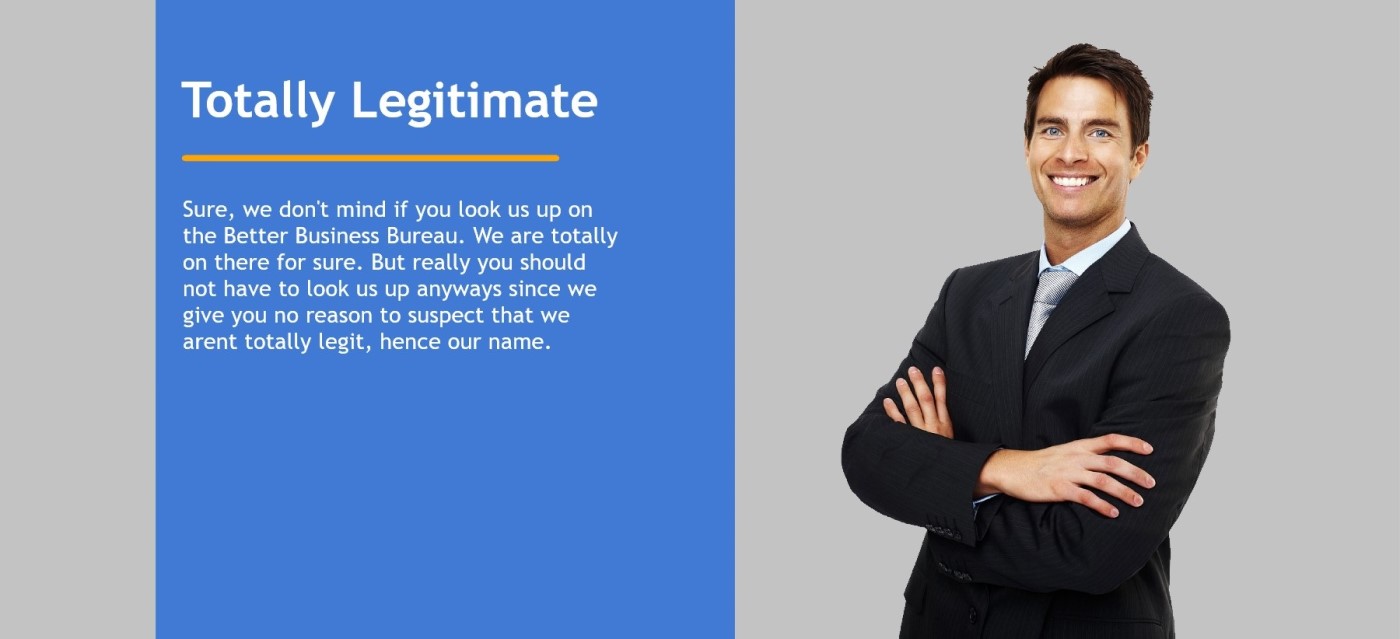 Totally Legitimate
Sure, we don't mind if you look us up on
the Better Business Bureau. We are totally
on there for sure. But really you should
not have to look us up anyways since we
give you no reason to suspect that we
arent totally legit, hence our name.